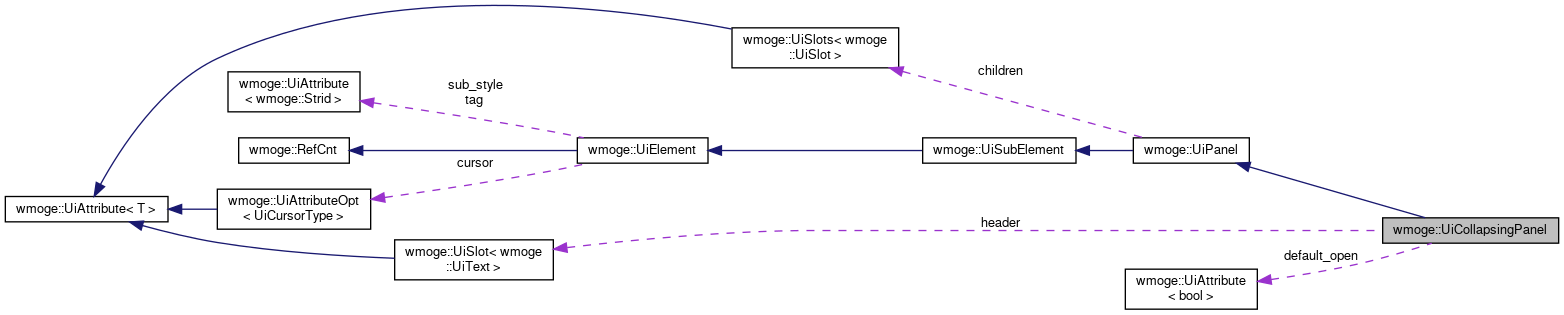 wmoge::UiSlots< wmoge
::UiSlot >
children
wmoge::UiAttribute
< wmoge::Strid >
sub_style
tag
wmoge::RefCnt
wmoge::UiElement
wmoge::UiSubElement
wmoge::UiPanel
cursor
wmoge::UiAttribute< T >
wmoge::UiAttributeOpt
< UiCursorType >
header
wmoge::UiCollapsingPanel
wmoge::UiSlot< wmoge
::UiText >
default_open
wmoge::UiAttribute
< bool >